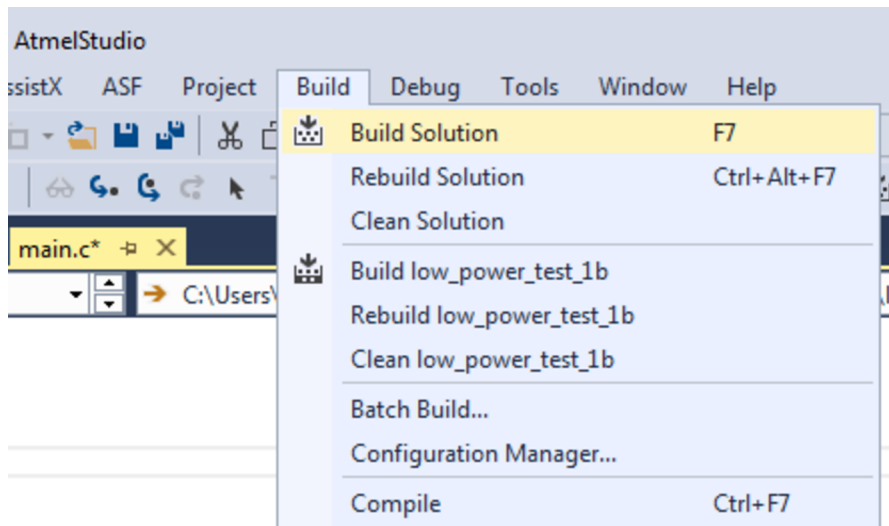 AtmelStudio
ssistX ASF Project Build Debug Tools Window Help
Build Solution F7
Rebuild Solution Ctrl+Alt+F7
Clean Solution
main.c*
Build low_power_test_1b
C:\Users\
Rebuild low_power_test_1b
Clean low_power_test_1b
Batch Build...
Configuration Manager...
Compile Ctrl+F7